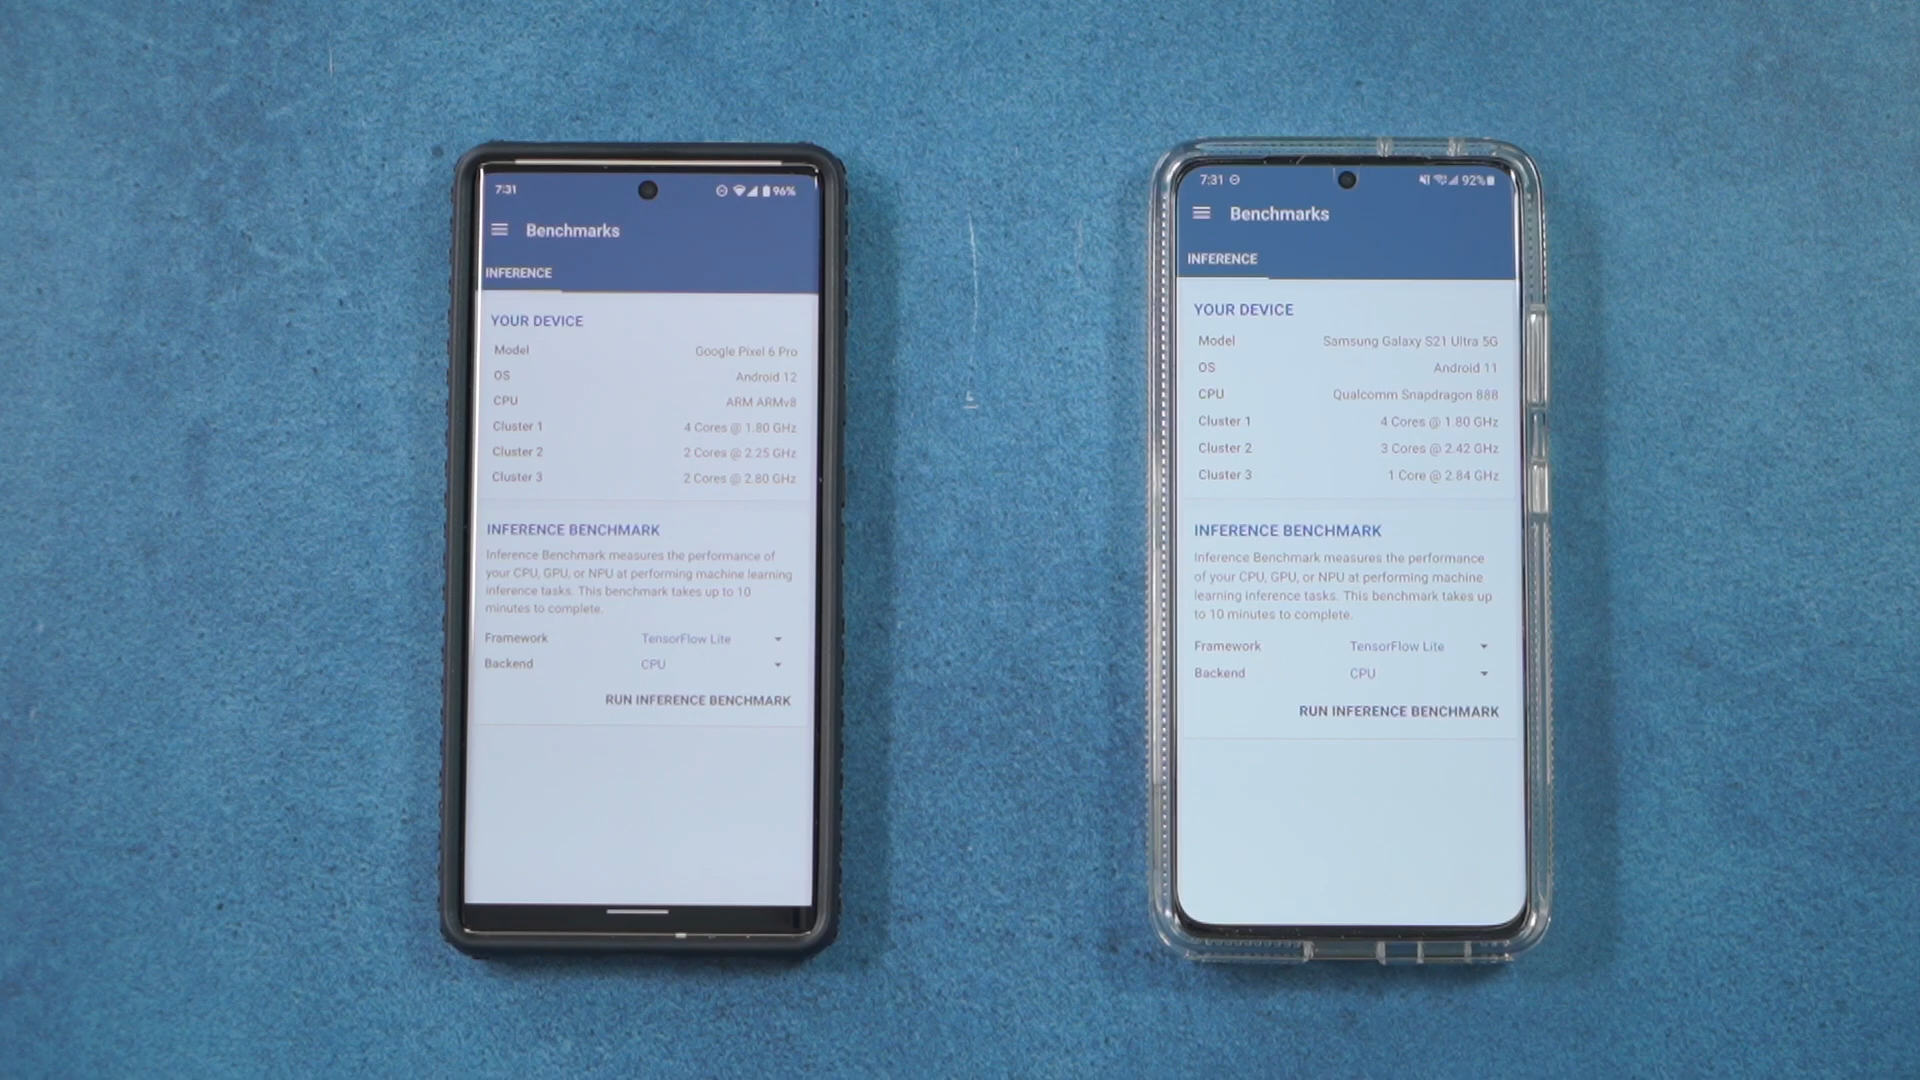 7:31 96%
Benchmarks
INFERENCE
YOUR DEVICE
Model Google Pixel 6 Pro
OS Android 12
CPU ARM ARMv8
Cluster 1 4 Cores @ 1.80 GHz
Cluster 2 2 Cores @ 2.25 GHz
Cluster 3 2 Cores @ 2.80 GHz
INFERENCE BENCHMARK
Inference Benchmark measures the performance of
your CPU, GPU, or NPU at performing machine learning
inference tasks. This benchmark takes up to 10
minutes to complete.
Framework TensorFlow Lite
Backend CPU
RUN INFERENCE BENCHMARK
7:31 92%
Benchmarks
INFERENCE
YOUR DEVICE
Model Samsung Galaxy S21 Ultra 5G
OS Android 11
CPU Qualcomm Snapdragon 888
Cluster 1 4 Cores @ 1.80 GHz
Cluster 2 3 Cores @ 2.42 GHz
Cluster 3 1 Core @ 2.84 GHz
INFERENCE BENCHMARK
Inference Benchmark measures the performance
of your CPU, GPU, or NPU at performing machine
learning inference tasks. This benchmark takes up
to 10 minutes to complete.
Framework TensorFlow Lite
Backend CPU
RUN INFERENCE BENCHMARK